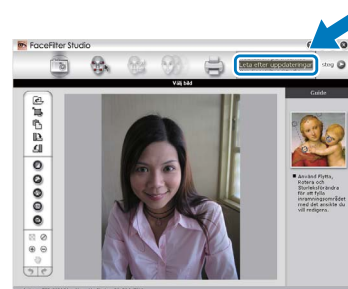 FaceFilter Studio
Leta efter uppdateringar
steg
Välj bild
Guide
Använd Flytta,
Rotera och
Storleksförändra
för att fylla
inramningsområdet
med det ansikte du
vill redigera.